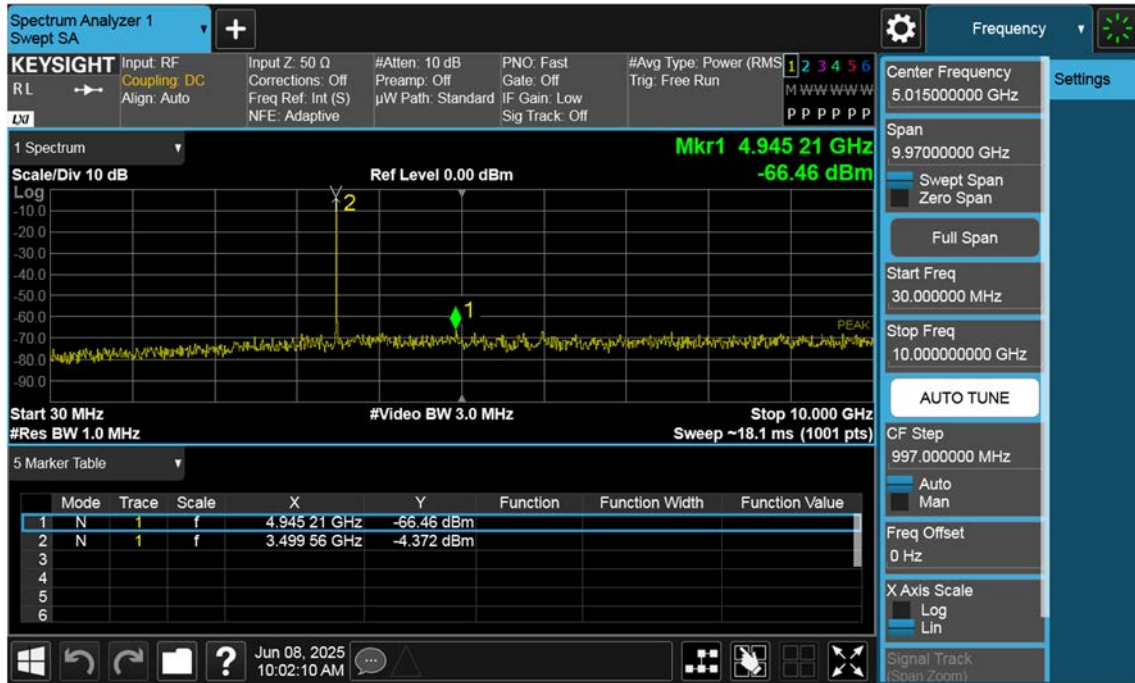 Spectrum Analyzer 1
Swept SA
Frequency
KEYSIGHT
RL
LXI
Input: RF
Coupling: DC
Align: Auto
Input Z: 50 Ω
Corrections: Off
Freq Ref: Int (S)
NFE: Adaptive
#Atten: 10 dB
Preamp: Off
µW Path: Standard
PNO: Fast
Gate: Off
IF Gain: Low
Sig Track: Off
#Avg Type: Power (RMS
Trig: Free Run
1 2 3 4 5 6
M W W W W W
P P P P P P
1 Spectrum
Scale/Div 10 dB
Ref Level 0.00 dBm
Mkr1 4.945 21 GHz
-66.46 dBm
Log
-10.0
-20.0
-30.0
-40.0
-50.0
-60.0
-70.0
-80.0
-90.0
2
1
PEAK
Start 30 MHz
#Video BW 3.0 MHz
Stop 10.000 GHz
#Res BW 1.0 MHz
Sweep ~18.1 ms (1001 pts)
5 Marker Table
Mode Trace Scale X Y Function Function Width Function Value
1 N 1 f 4.945 21 GHz -66.46 dBm
2 N 1 f 3.499 56 GHz -4.372 dBm
3
4
5
6
Jun 08, 2025
10:02:10 AM
Center Frequency
5.015000000 GHz
Settings
Span
9.97000000 GHz
Swept Span
Zero Span
Full Span
Start Freq
30.000000 MHz
Stop Freq
10.000000000 GHz
AUTO TUNE
CF Step
997.000000 MHz
Auto
Man
Freq Offset
0 Hz
X Axis Scale
Log
Lin
Signal Track
(Span Zoom)